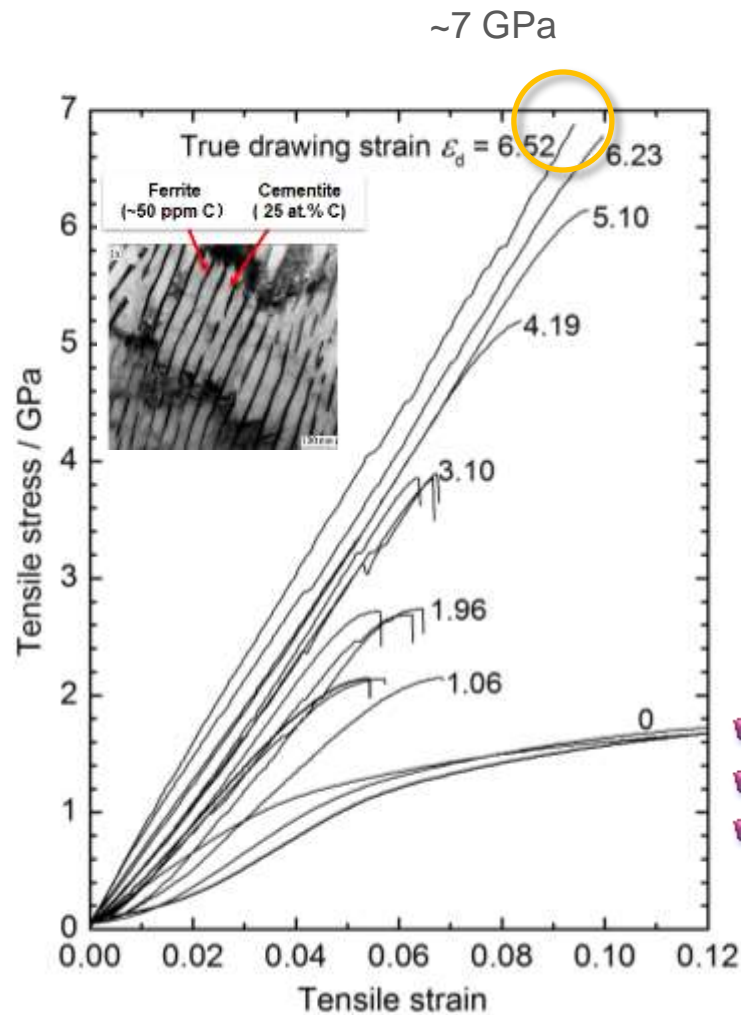 ~7 GPa
7
True drawing strain ε_d = 6.52
6.23
Ferrite
(~50 ppm C)
Cementite
( 25 at.% C)
6
5.10
5
4.19
4
3.10
3
1.96
2
1.06
0
1
0
0.00 0.02 0.04 0.06 0.08 0.10 0.12
Tensile stress / GPa
Tensile strain